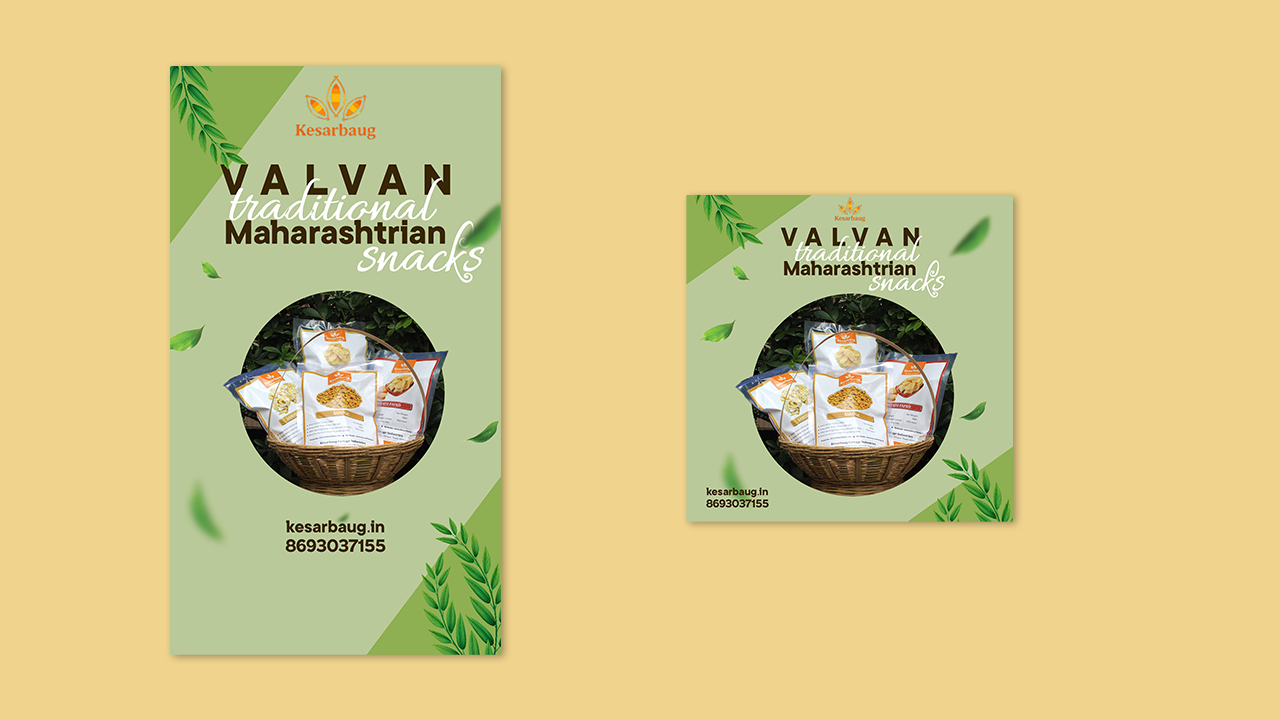 Kesarbaug
VALVAN
traditional
Maharashtrian
snacks
kesarbaug.in
8693037155
Kesarbaug
VALVAN
traditional
Maharashtrian
snacks
kesarbaug.in
8693037155